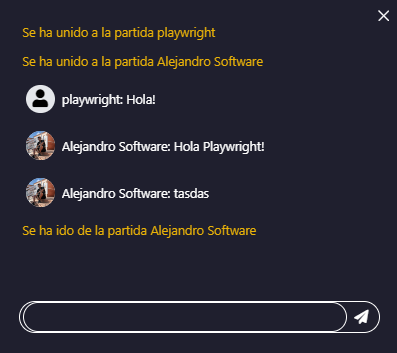 Se ha unido a la partida playwright
Se ha unido a la partida Alejandro Software
playwright: Hola!
Alejandro Software: Hola Playwright!
Alejandro Software: tasdas
Se ha ido de la partida Alejandro Software